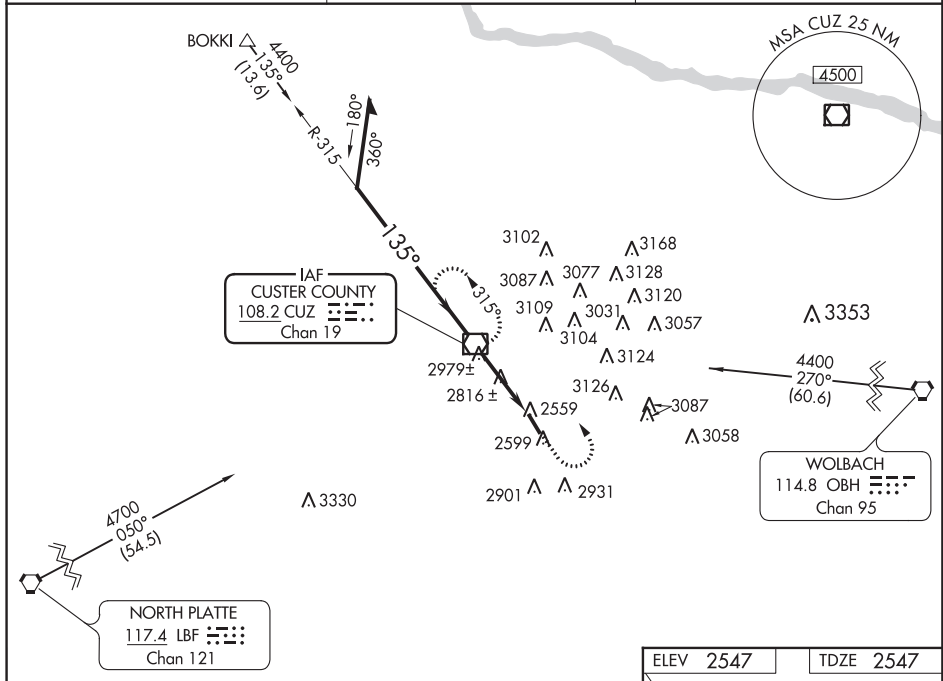 BOKKI
4400
135°
(13.6)
R-315
180°
360°
135°
315°
MSA CUZ 25 NM
4500
IAF
CUSTER COUNTY
108.2 CUZ
Chan 19
3102
3168
3087
3077
3128
3120
3109
3031
3104
3057
3124
3353
2979±
2816 ±
3126
3087
2559
2599
3058
2901
2931
4400
270°
(60.6)
WOLBACH
114.8 OBH
Chan 95
3330
4700
050°
(54.5)
NORTH PLATTE
117.4 LBF
Chan 121
ELEV 2547
TDZE 2547